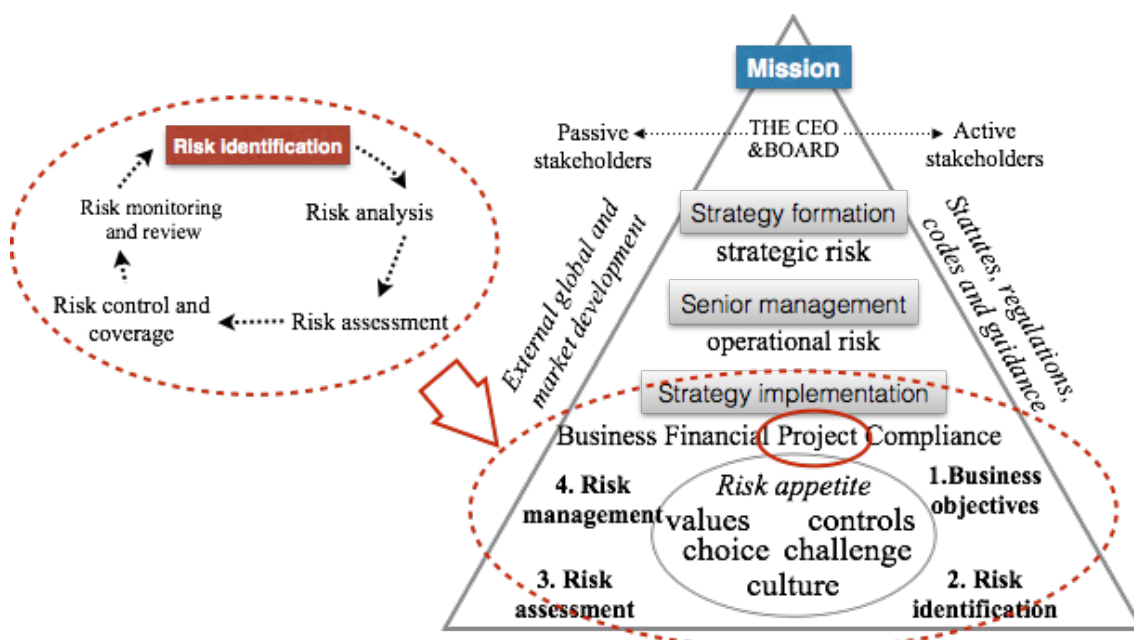 Mission
Passive
stakeholders
THE CEO
&BOARD
Active
stakeholders
Risk identification
Risk analysis
Risk assessment
Risk control and
coverage
Risk monitoring
and review
External global and
market development
Statutes, regulations,
codes and guidance
Strategy formation
strategic risk
Senior management
operational risk
Strategy implementation
Business Financial Project Compliance
Risk appetite
values controls
choice challenge
culture
1.Business
objectives
2. Risk
identification
3. Risk
assessment
4. Risk
management